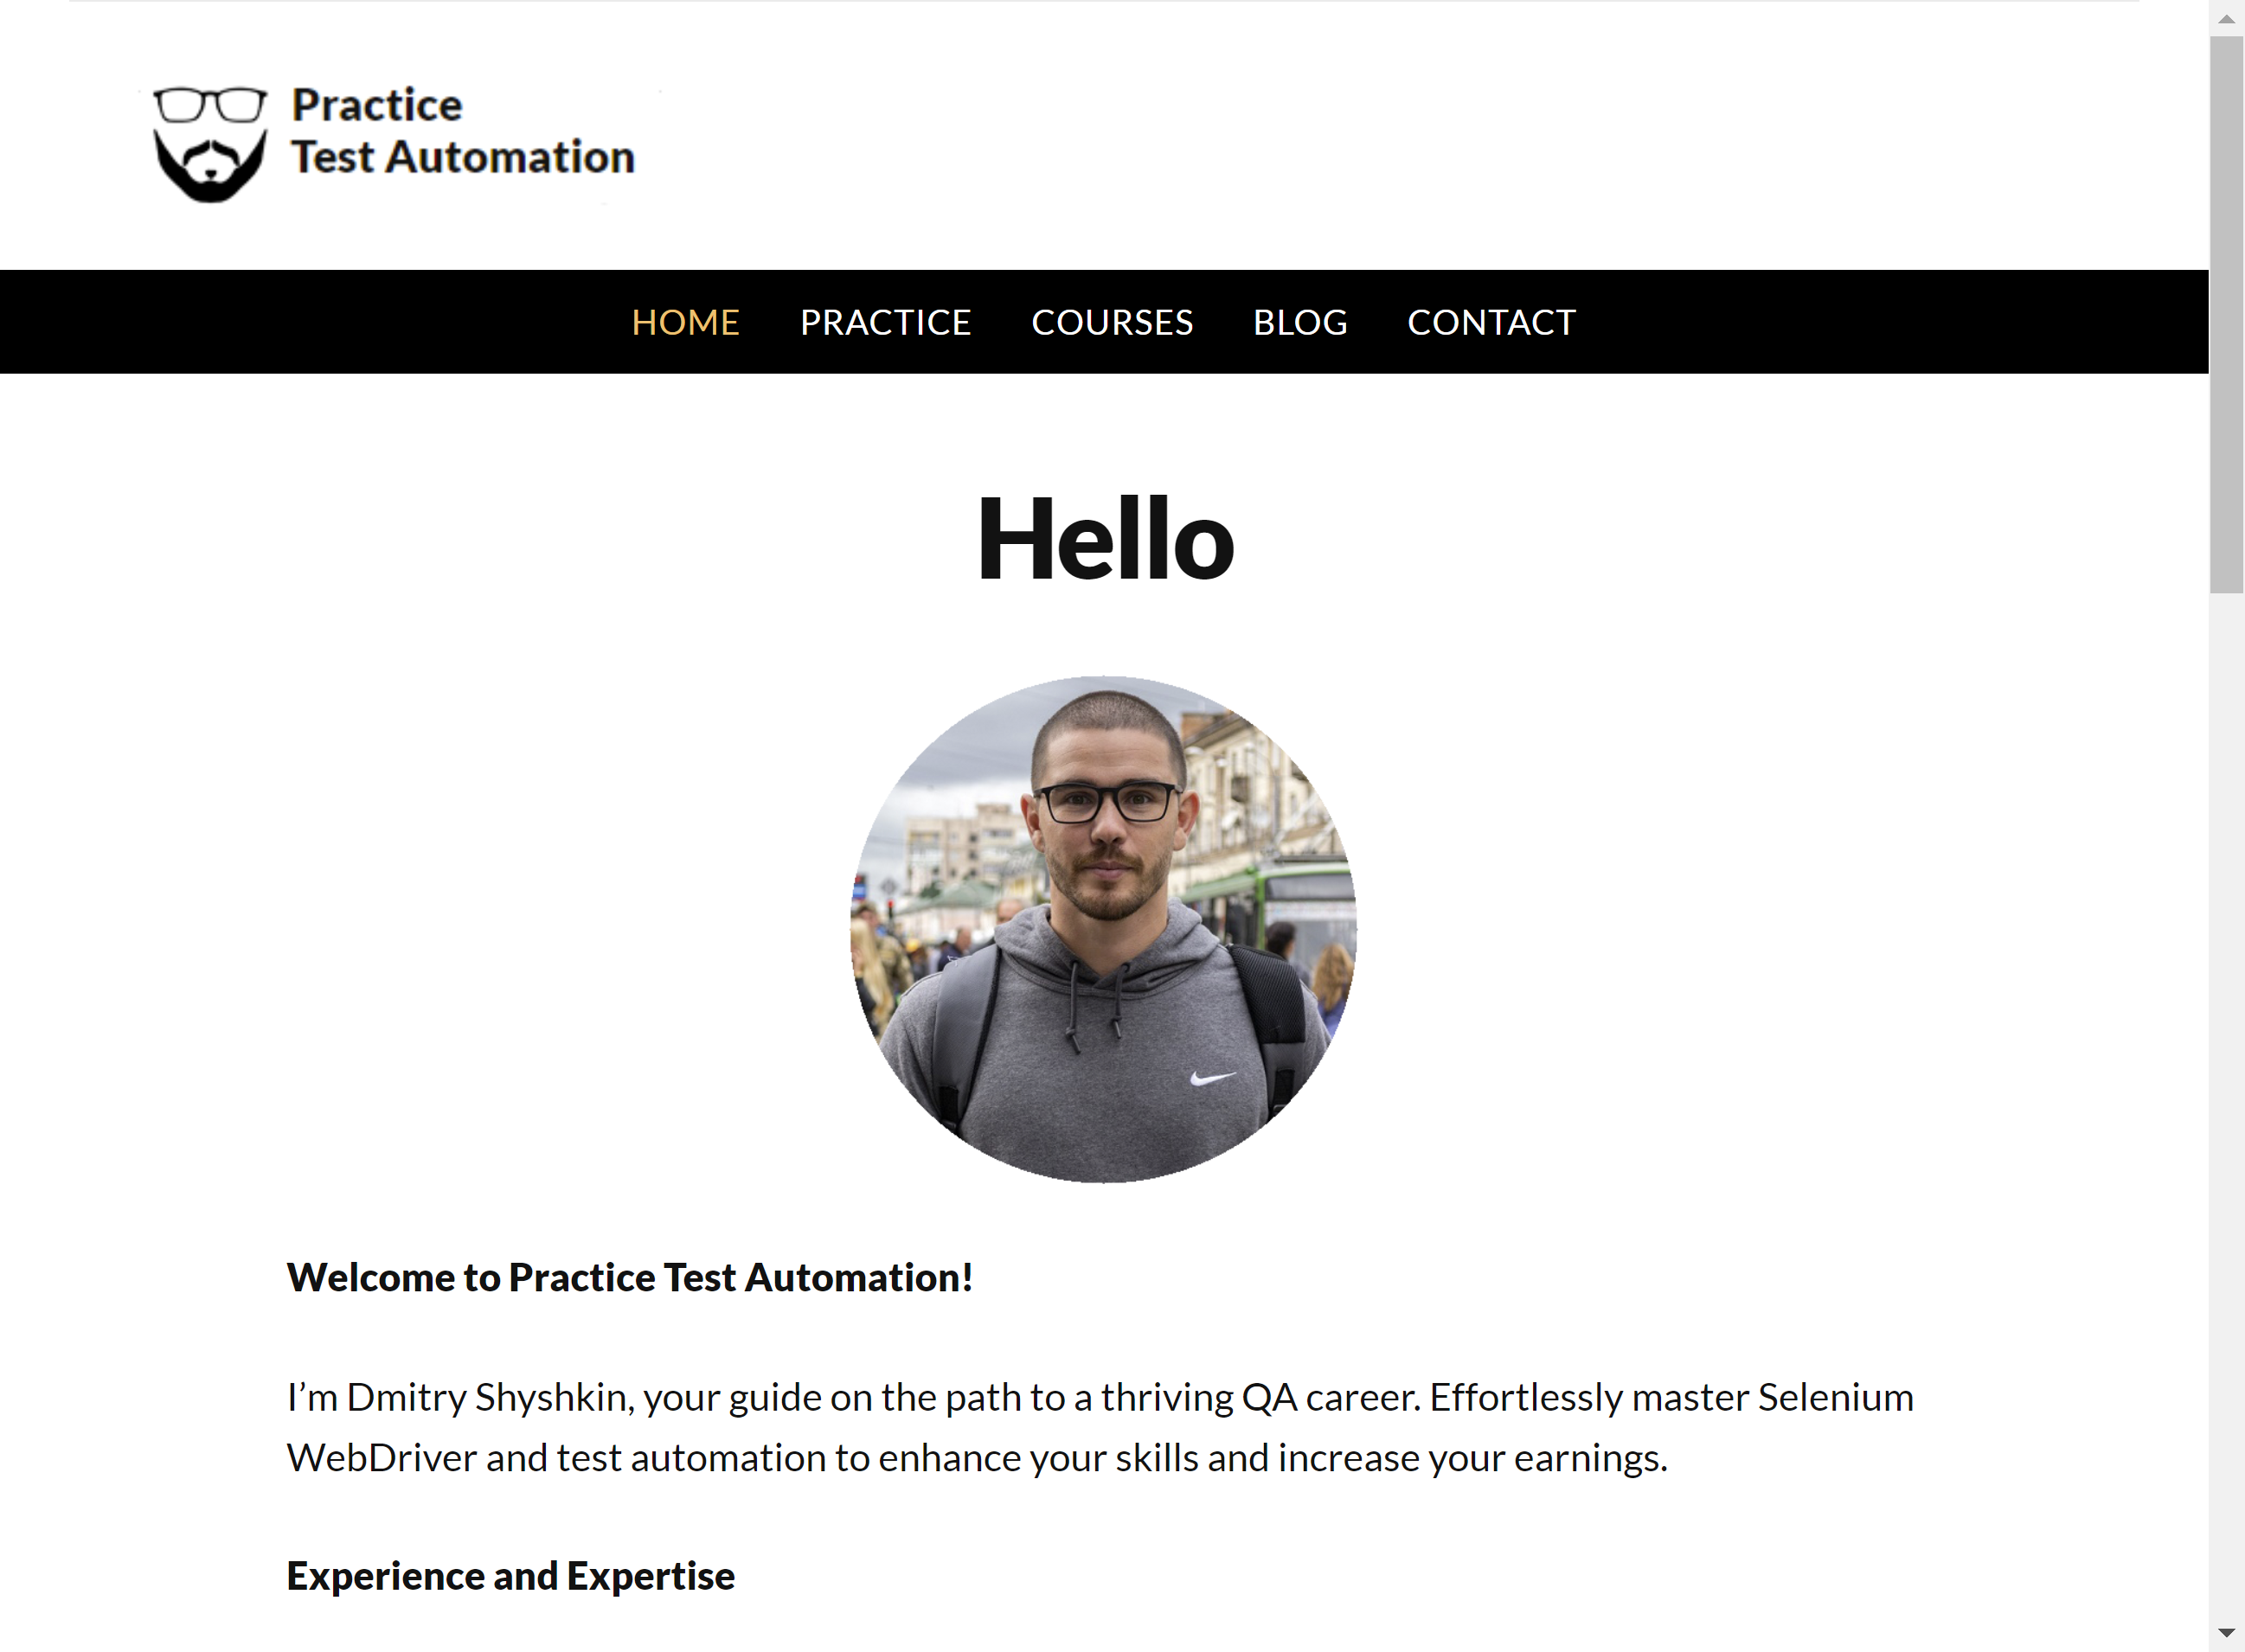 Practice
Test Automation
HOME PRACTICE COURSES BLOG CONTACT
Hello
Welcome to Practice Test Automation!
I’m Dmitry Shyshkin, your guide on the path to a thriving QA career. Effortlessly master Selenium
WebDriver and test automation to enhance your skills and increase your earnings.
Experience and Expertise